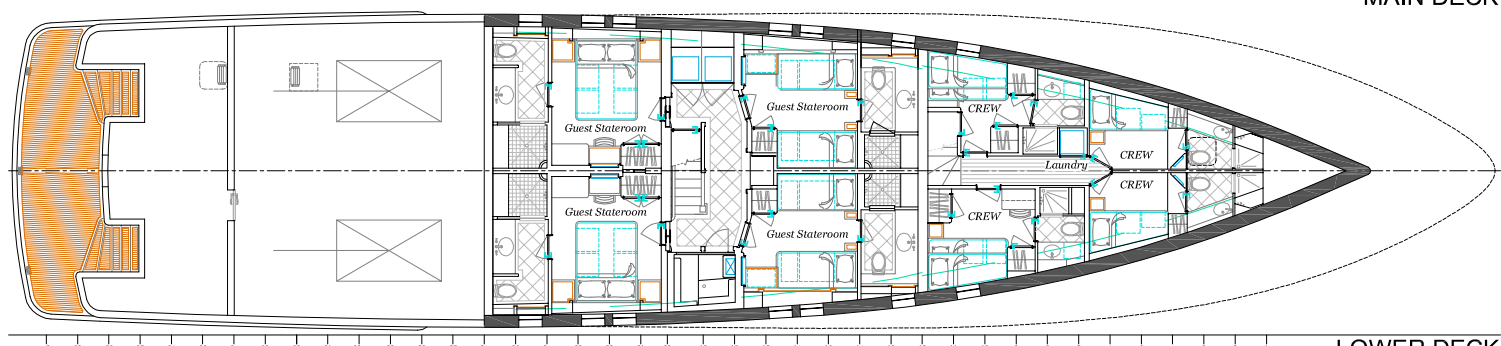 MAIN DECK
Guest Stateroom
Guest Stateroom
CREW
Laundry
CREW
CREW
Guest Stateroom
Guest Stateroom
CREW
LOWER DECK